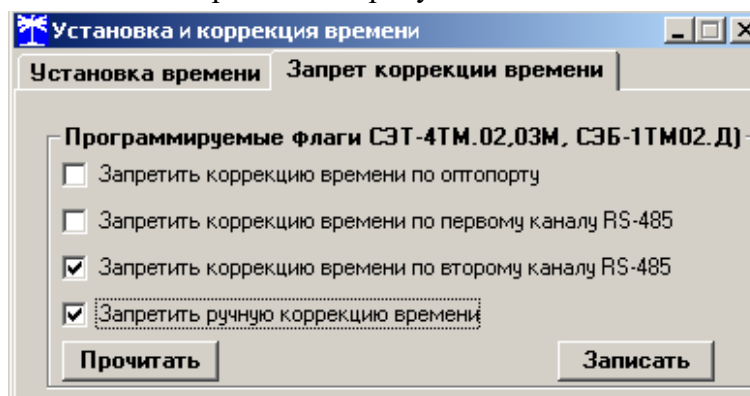 Установка и коррекция времени
Установка времени Запрет коррекции времени
Программируемые флаги СЭТ-4ТМ.02,03М, СЭБ-1ТМ02.Д)
Запретить коррекцию времени по оптопорту
Запретить коррекцию времени по первому каналу RS-485
Запретить коррекцию времени по второму каналу RS-485
Запретить ручную коррекцию времени
Прочитать Записать